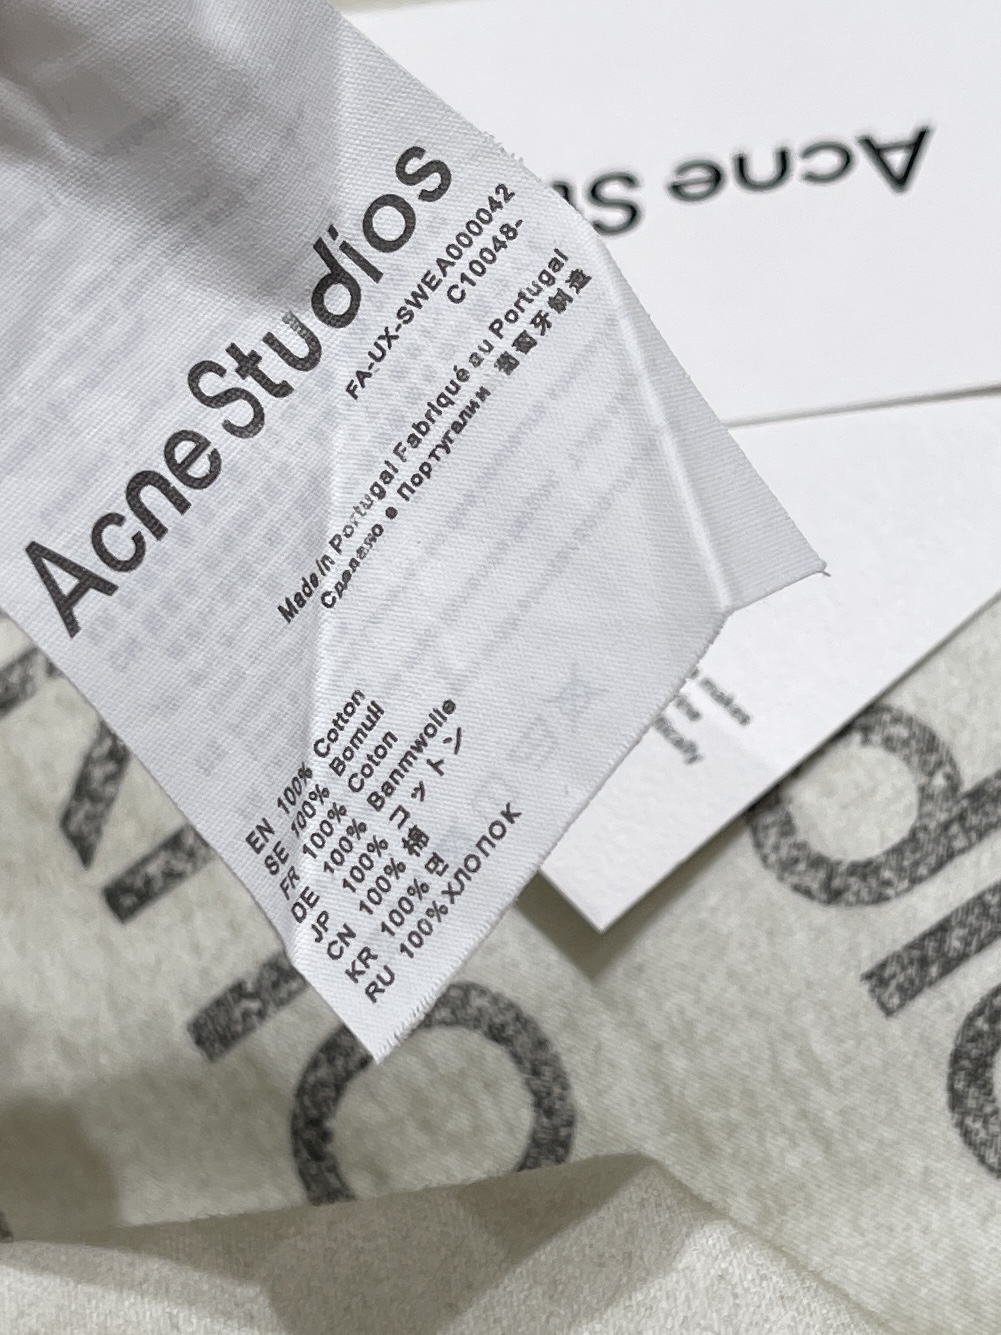 Acne Studios
FA-UX-SWEA000042
C10048-
Made in Portugal Fabriqué au Portugal
Сделано в Португалии 葡萄牙制造
EN 100% Cotton
SE 100% Bomull
FR 100% Coton
DE 100% Banmwolle
JP 100% コットン
CN 100% 棉
KR 100% 면
RU 100% ХЛОПОК
Acne St